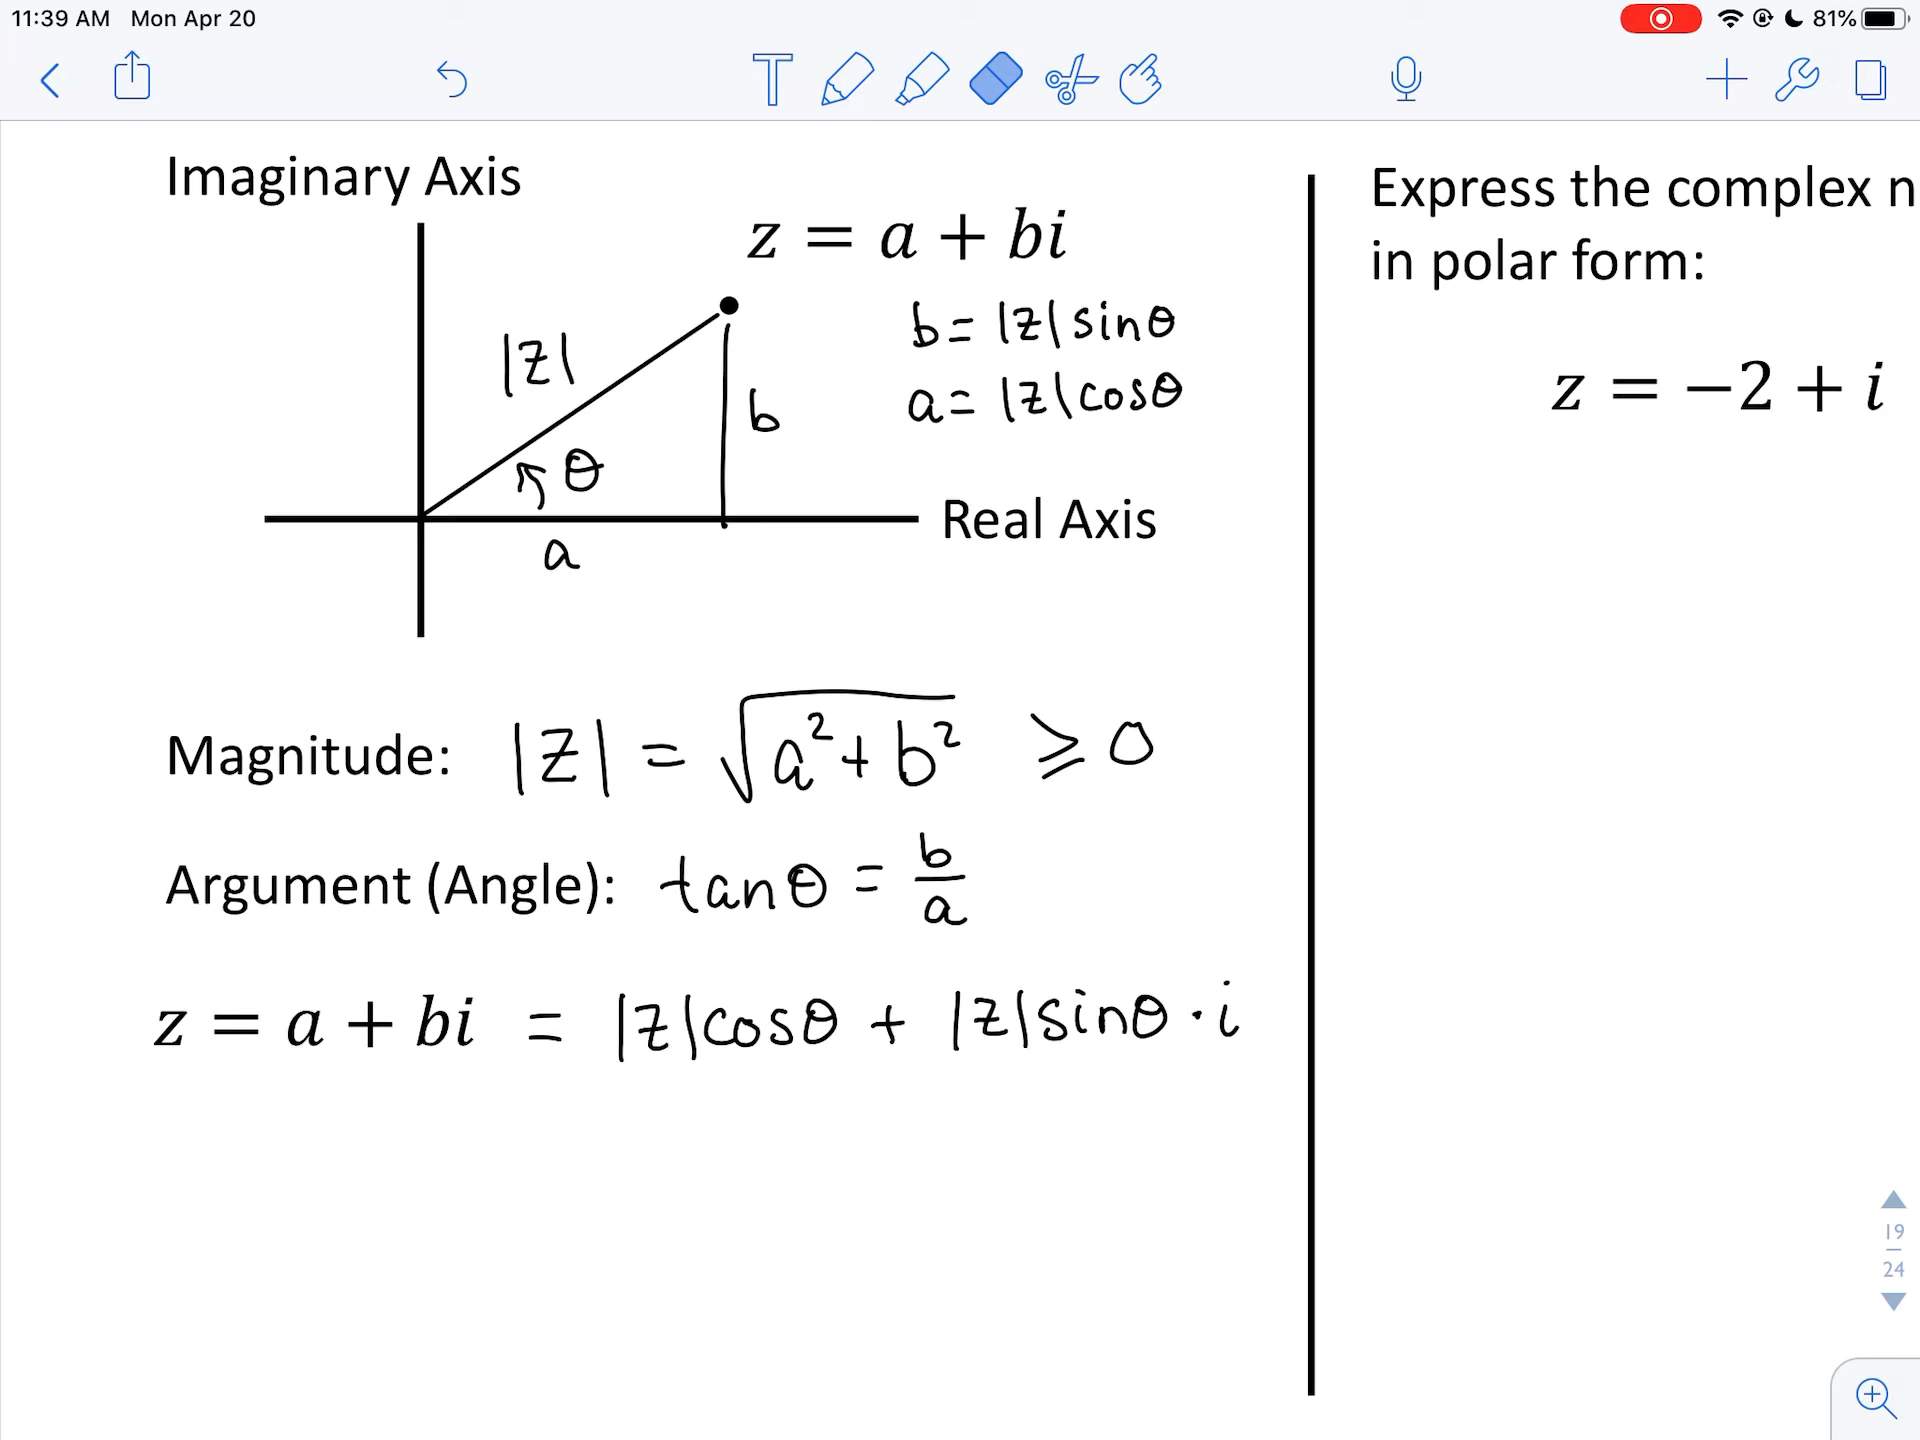 11:39 AM Mon Apr 20
81%
T
Imaginary Axis
z = a + bi
b = |z| sinθ
a = |z| cosθ
|z|
b
θ
Real Axis
a
Magnitude: |z| = √(a² + b²) ⩾ 0
Argument (Angle): tanθ = b/a
z = a + bi = |z|cosθ + |z|sinθ · i
Express the complex n
in polar form:
z = −2 + i
19
24